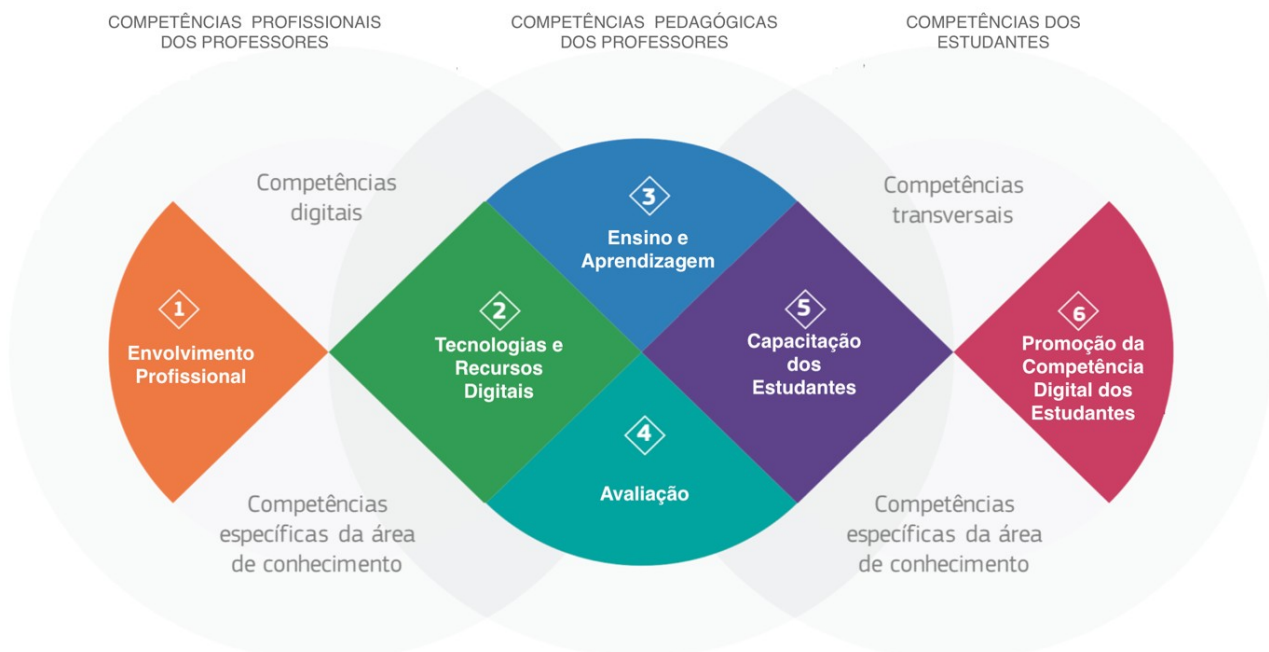 COMPETÊNCIAS PROFISSIONAIS
DOS PROFESSORES
COMPETÊNCIAS PEDAGÓGICAS
DOS PROFESSORES
COMPETÊNCIAS DOS
ESTUDANTES
Competências
digitais
Competências
transversais
1
Envolvimento
Profissional
2
Tecnologias e
Recursos
Digitais
3
Ensino e
Aprendizagem
4
Avaliação
5
Capacitação
dos
Estudantes
6
Promoção da
Competência
Digital dos
Estudantes
Competências
específicas da área
de conhecimento
Competências
específicas da área
de conhecimento